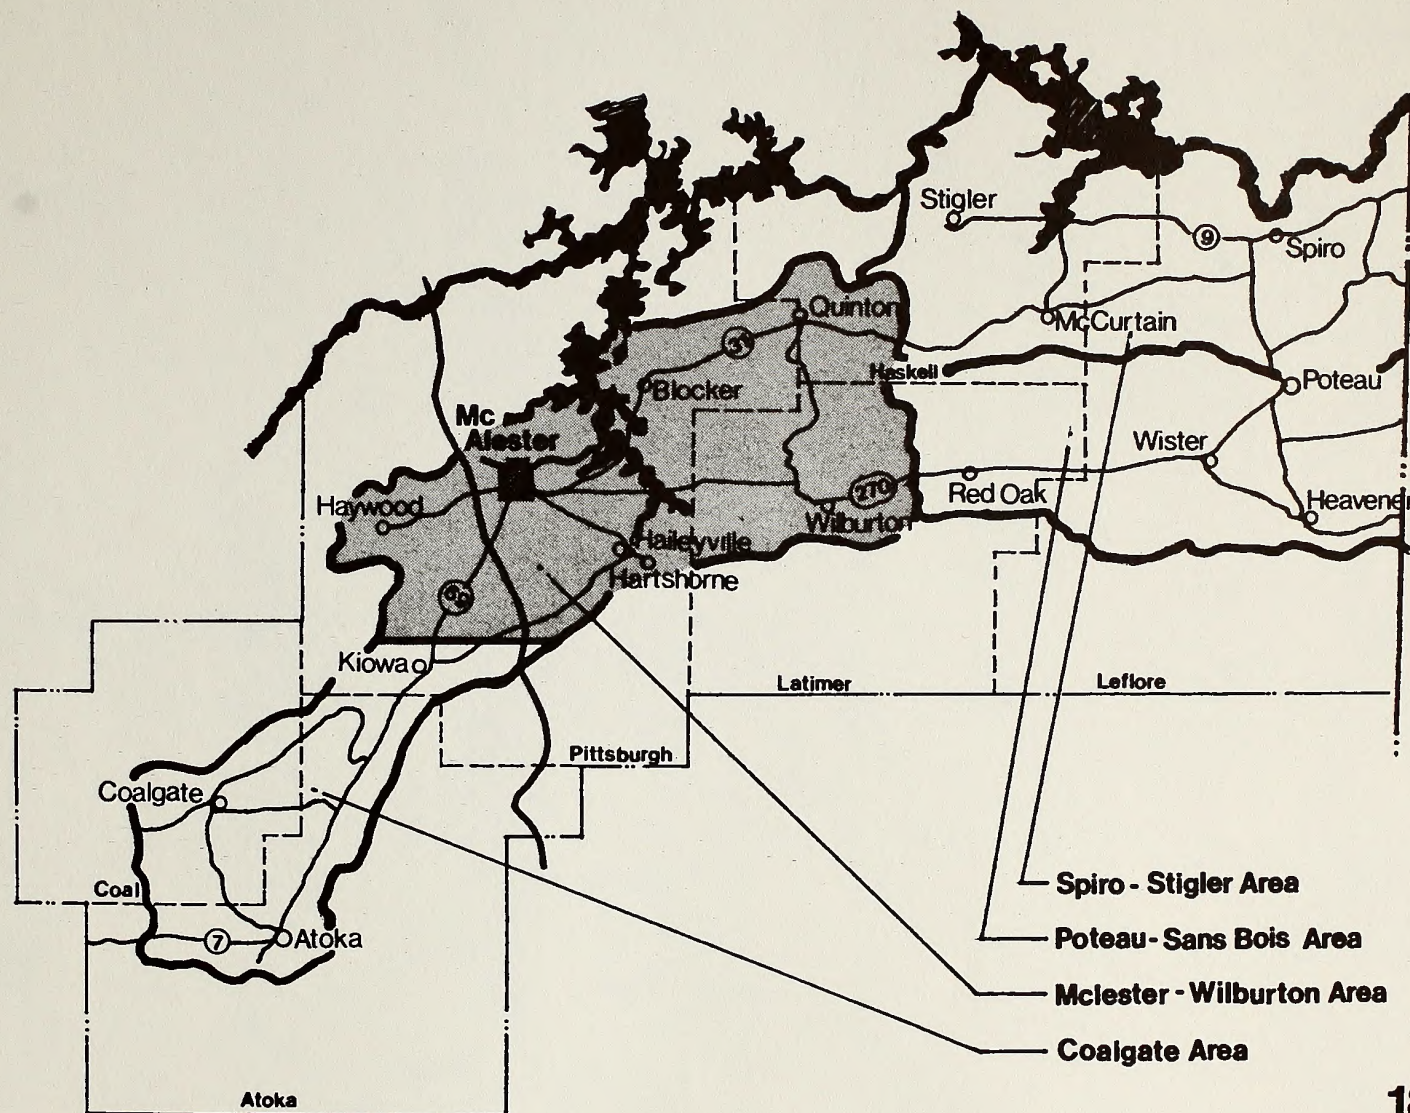 Stigler
9
Spiro
Quinton
McCurtain
31
Haskell
Poteau
Blocker
Mc
Alester
Wister
270
Red Oak
Haywood
Wilburton
Heavener
Haileyville
Hartshorne
69
Kiowa
Latimer
Leflore
Pittsburgh
Coalgate
Coal
Spiro - Stigler Area
7
Atoka
Poteau - Sans Bois Area
Mclester - Wilburton Area
Coalgate Area
Atoka